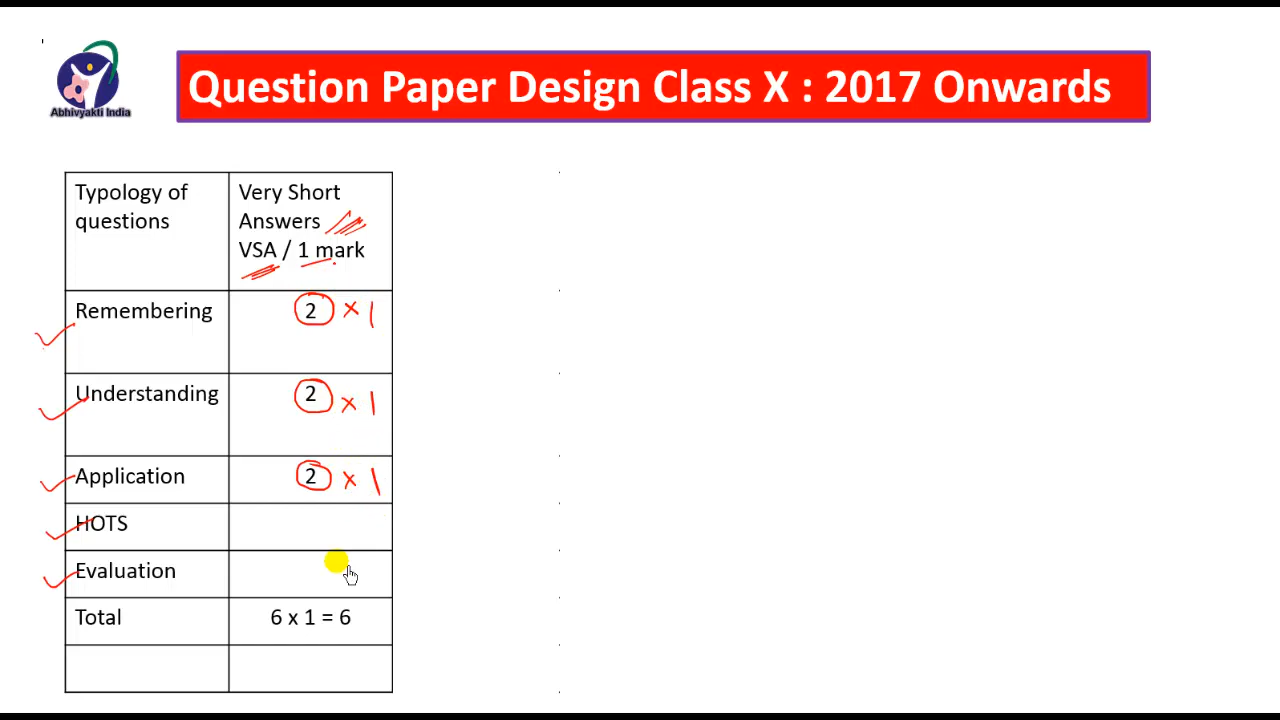 Abhivyakti India
Question Paper Design Class X : 2017 Onwards
Typology of
questions
Very Short
Answers
VSA / 1 mark
Remembering
2 × 1
Understanding
2 × 1
Application
2 × 1
HOTS
Evaluation
Total
6 x 1 = 6